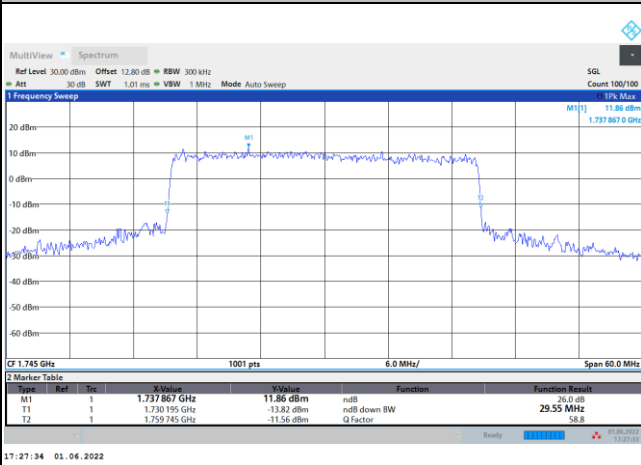 MultiView Spectrum
Ref Level 30.00 dBm Offset 12.80 dB RBW 300 kHz SGL
Att 30 dB SWT 1.01 ms VBW 1 MHz Mode Auto Sweep Count 100/100
1 Frequency Sweep 1Pk Max
M1[1] 11.86 dBm
1.737 867 0 GHz
20 dBm
M1
10 dBm
0 dBm
-10 dBm
-20 dBm
-30 dBm
-40 dBm
-50 dBm
-60 dBm
CF 1.745 GHz 1001 pts 6.0 MHz/ Span 60.0 MHz
2 Marker Table
Type Ref Trc X-Value Y-Value Function Function Result
M1 1 1.737 867 GHz 11.86 dBm ndB 26.0 dB
T1 1 1.730 195 GHz -13.82 dBm ndB down BW 29.55 MHz
T2 1 1.759 745 GHz -11.56 dBm Q Factor 58.8
Ready 01.06.2022
17:27:33
17:27:34 01.06.2022